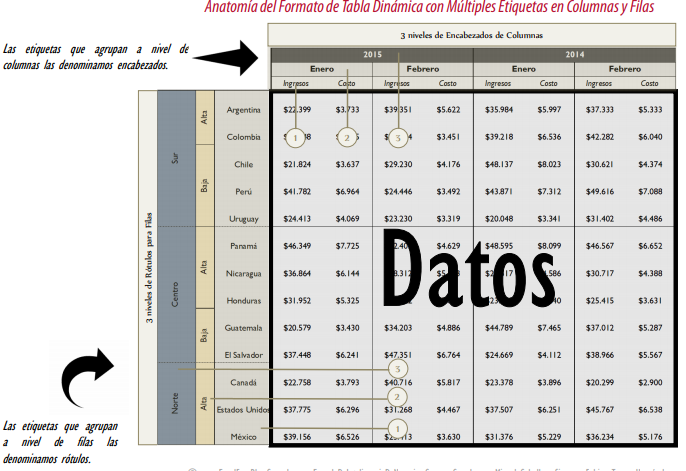 Anatomía del Formato de Tabla Dinámica con Múltiples Etiquetas en Columnas y Filas
Las etiquetas que agrupan a nivel de
columnas las denominamos encabezados.
3 niveles de Encabezados de Columnas
2015 2014
Enero Febrero Enero Febrero
Ingresos Costo Ingresos Costo Ingresos Costo Ingresos Costo
3 niveles de Rótulos para Filas
Sur
Alta
Argentina $22.399 $3.733 $39.351 $5.622 $35.984 $5.997 $37.333 $5.333
Colombia 1 2 3 $3.451 $39.218 $6.536 $42.282 $6.040
Baja
Chile $21.824 $3.637 $29.230 $4.176 $48.137 $8.023 $30.621 $4.374
Perú $41.782 $6.964 $24.446 $3.492 $43.871 $7.312 $49.616 $7.088
Uruguay $24.413 $4.069 $23.230 $3.319 $20.048 $3.341 $31.402 $4.486
Centro
Alta
Panamá $46.349 $7.725 $4.629 $48.595 $8.099 $46.567 $6.652
Nicaragua $36.864 $6.144 $30.717 $4.388
Honduras $31.952 $5.325 $25.415 $3.631
Datos
Baja
Guatemala $20.579 $3.430 $34.203 $4.886 $44.789 $7.465 $37.012 $5.287
El Salvador $37.448 $6.241 $47.351 $6.764 $24.669 $4.112 $38.966 $5.567
3
Norte
Alta
Canadá $22.758 $3.793 $40.716 $5.817 $23.378 $3.896 $20.299 $2.900
2
Estados Unidos $37.775 $6.296 $31.268 $4.467 $37.507 $6.251 $45.767 $6.538
1
México $39.156 $6.526 $3.630 $31.376 $5.229 $36.234 $5.176
Las etiquetas que agrupan
a nivel de filas las
denominamos rótulos.